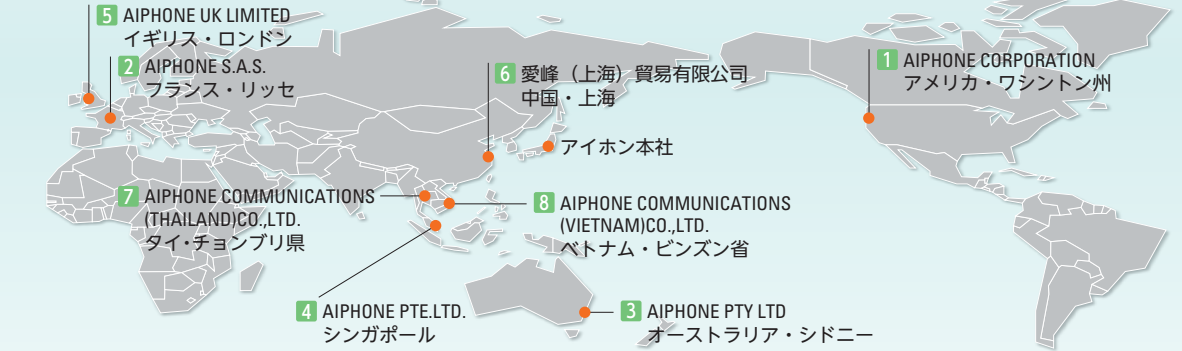 5 AIPHONE UK LIMITED
イギリス・ロンドン
2 AIPHONE S.A.S.
フランス・リッセ
6 愛峰（上海）貿易有限公司
中国・上海
1 AIPHONE CORPORATION
アメリカ・ワシントン州
アイホン本社
7 AIPHONE COMMUNICATIONS
(THAILAND)CO.,LTD.
タイ・チョンブリ県
8 AIPHONE COMMUNICATIONS
(VIETNAM)CO.,LTD.
ベトナム・ビンズン省
4 AIPHONE PTE.LTD.
シンガポール
3 AIPHONE PTY LTD
オーストラリア・シドニー